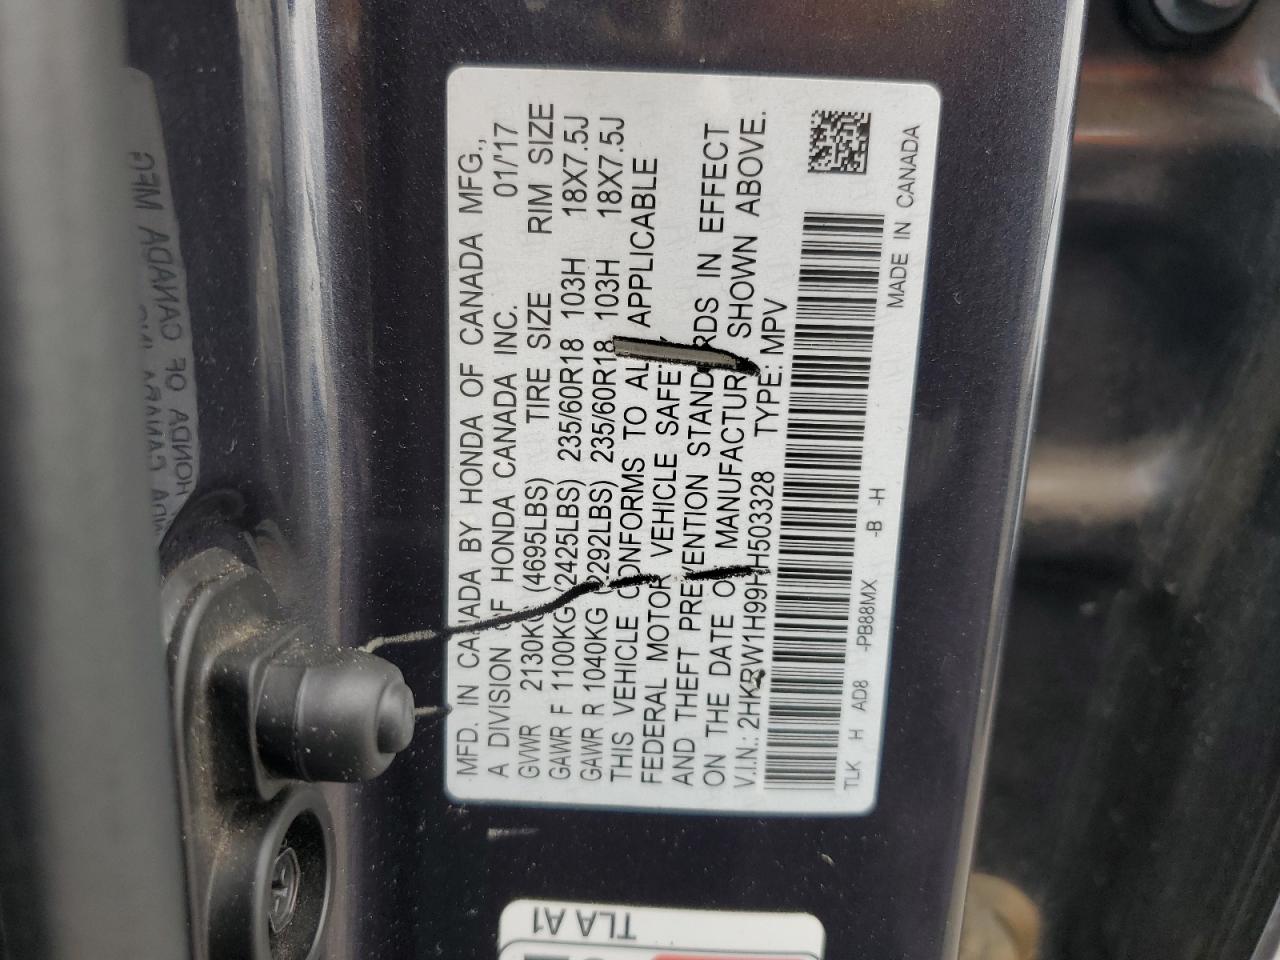 MFD. IN CANADA BY HONDA OF CANADA MFG.,
A DIVISION OF HONDA CANADA INC. 01/'17
GVWR 2130KG (4695LBS) TIRE SIZE RIM SIZE
GAWR F 1100KG (2425LBS) 235/60R18 103H 18X7.5J
GAWR R 1040KG (2292LBS) 235/60R18 103H 18X7.5J
THIS VEHICLE CONFORMS TO ALL APPLICABLE
FEDERAL MOTOR VEHICLE SAFETY
AND THEFT PREVENTION STANDARDS IN EFFECT
ON THE DATE OF MANUFACTURE SHOWN ABOVE.
V.I.N.: 2HKRW1H99HH503328 TYPE: MPV
TLK H AD8 -PB88MX -B -H
MADE IN CANADA
TLA A1